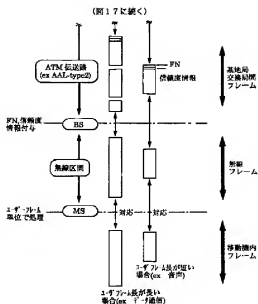 (図17に続く)
ATM伝送路
(ex AAL-type2)
FN
信頼度情報
基地局
交換局間
フレーム
FN,信頼度
情報付与
BS
無線区間
無線
フレーム
ユーザフレーム
単位で処理
MS
対応
対応
移動機内
フレーム
ユーザフレーム長が短い
場合(ex 音声)
ユーザフレーム長が長い
場合(ex データ通信)